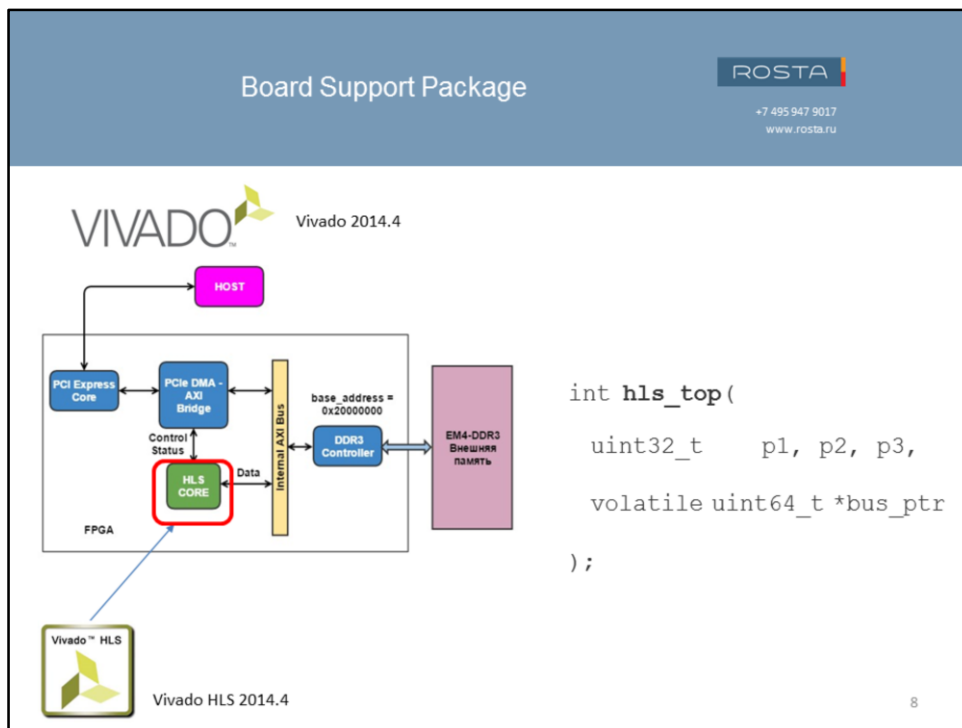 Board Support Package
ROSTA
+7 495 947 9017
www.rosta.ru
VIVADO™
Vivado 2014.4
HOST
PCI Express
Core
PCIe DMA -
AXI
Bridge
Control
Status
HLS
CORE
Data
Internal AXI Bus
base_address =
0x20000000
DDR3
Controller
EM4-DDR3
Внешняя
память
FPGA
int hls_top(
uint32_t p1, p2, p3,
volatile uint64_t *bus_ptr
);
Vivado™ HLS
Vivado HLS 2014.4
8